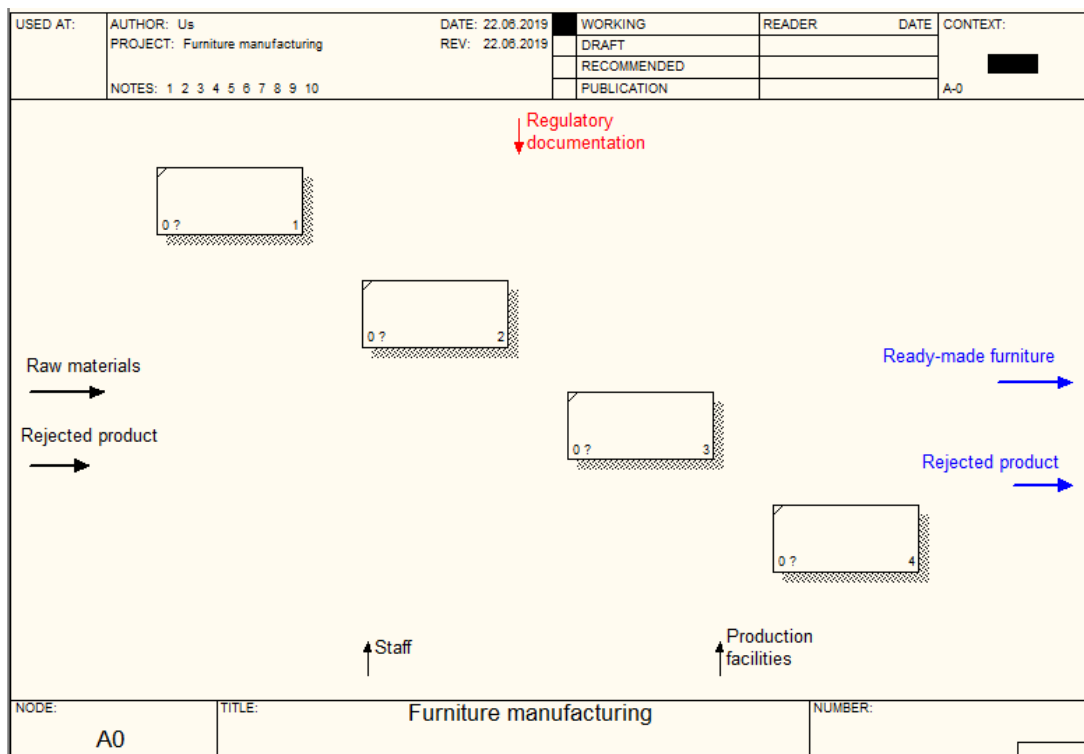 USED AT:
AUTHOR: Us
DATE: 22.06.2019
WORKING
READER
DATE
CONTEXT:
PROJECT: Furniture manufacturing
REV: 22.06.2019
DRAFT
RECOMMENDED
NOTES: 1 2 3 4 5 6 7 8 9 10
PUBLICATION
A-0
Regulatory
documentation
0 ? 1
0 ? 2
Raw materials
Ready-made furniture
Rejected product
0 ? 3
Rejected product
0 ? 4
Staff
Production
facilities
NODE:
TITLE:
Furniture manufacturing
NUMBER:
A0